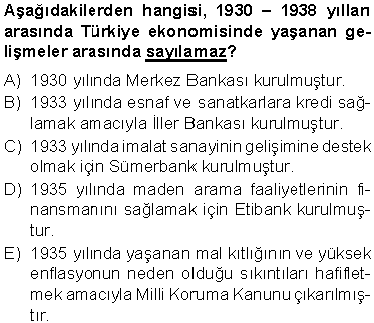 Aşağıdakilerden hangisi, 1930 – 1938 yılları
arasında Türkiye ekonomisinde yaşanan ge-
lişmeler arasında sayılamaz?
A) 1930 yılında Merkez Bankası kurulmuştur.
B) 1933 yılında esnaf ve sanatkarlara kredi sağ-
lamak amacıyla İller Bankası kurulmuştur.
C) 1933 yılında imalat sanayinin gelişimine destek
olmak için Sümerbank kurulmuştur.
D) 1935 yılında maden arama faaliyetlerinin fi-
nansmanını sağlamak için Etibank kurulmuş-
tur.
E) 1935 yılında yaşanan mal kıtlığının ve yüksek
enflasyonun neden olduğu sıkıntıları hafiflet-
mek amacıyla Milli Koruma Kanunu çıkarılmış-
tır.